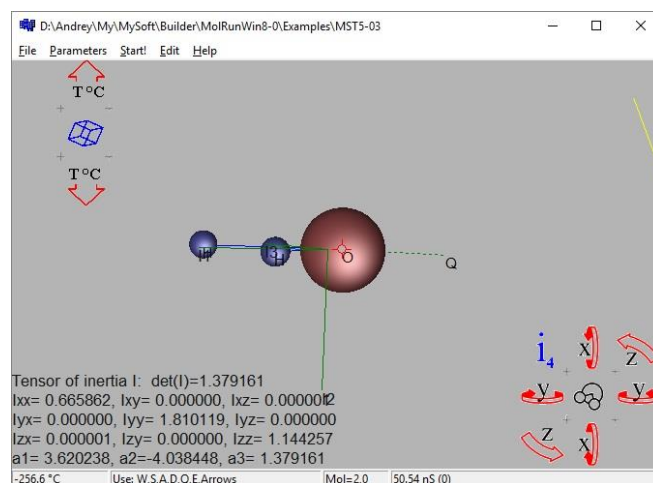 D:\Andrey\My\MySoft\Builder\MolRunWin8-0\Examples\MST5-03
File Parameters Start! Edit Help
T°C
T°C
H
I3
H
O
Q
i4
X
Z
y
y
Z
X
I2
Tensor of inertia I: det(I)=1.379161
Ixx= 0.665862, Ixy= 0.000000, Ixz= 0.000001
Iyx= 0.000000, Iyy= 1.810119, Iyz= 0.000000
Izx= 0.000001, Izy= 0.000000, Izz= 1.144257
a1= 3.620238, a2=-4.038448, a3= 1.379161
-256.6 °C Use: W,S,A,D,Q,E,Arrows Mol=2.0 50.54 nS (0)